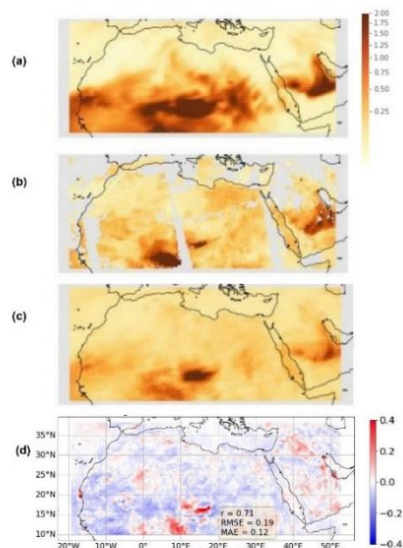 (a)
2.00
1.75
1.50
1.25
1.00
0.75
0.50
0.25
(b)
(c)
(d)
35°N
30°N
25°N
20°N
15°N
10°N
r = 0.71
RMSE = 0.19
MAE = 0.12
0.4
0.2
0.0
−0.2
−0.4
20°W 10°W 0° 10°E 20°E 30°E 40°E 50°E